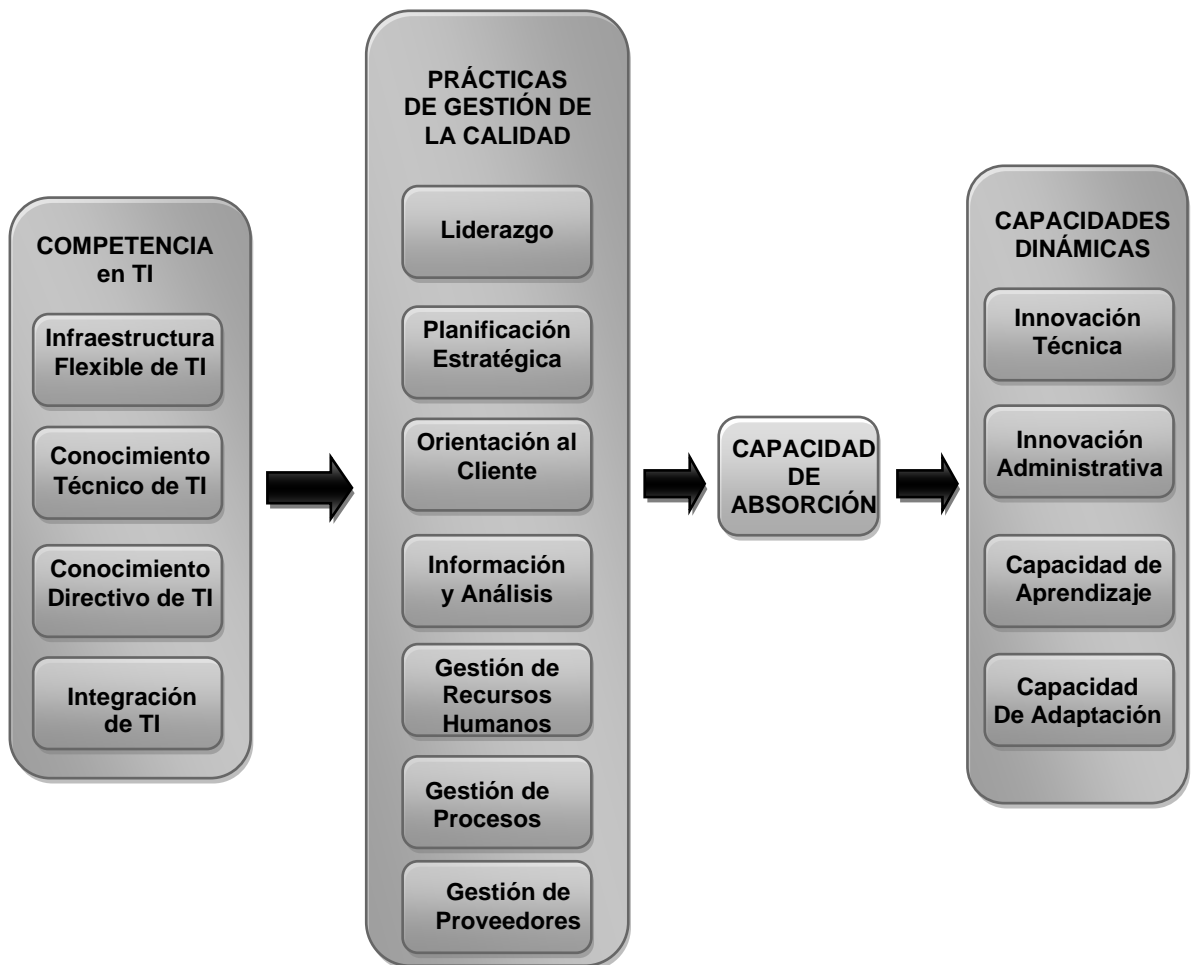 COMPETENCIA
en TI
Infraestructura
Flexible de TI
Conocimiento
Técnico de TI
Conocimiento
Directivo de TI
Integración
de TI
PRÁCTICAS
DE GESTIÓN DE
LA CALIDAD
Liderazgo
Planificación
Estratégica
Orientación al
Cliente
Información
y Análisis
Gestión de
Recursos
Humanos
Gestión de
Procesos
Gestión de
Proveedores
CAPACIDAD
DE
ABSORCIÓN
CAPACIDADES
DINÁMICAS
Innovación
Técnica
Innovación
Administrativa
Capacidad de
Aprendizaje
Capacidad
De Adaptación